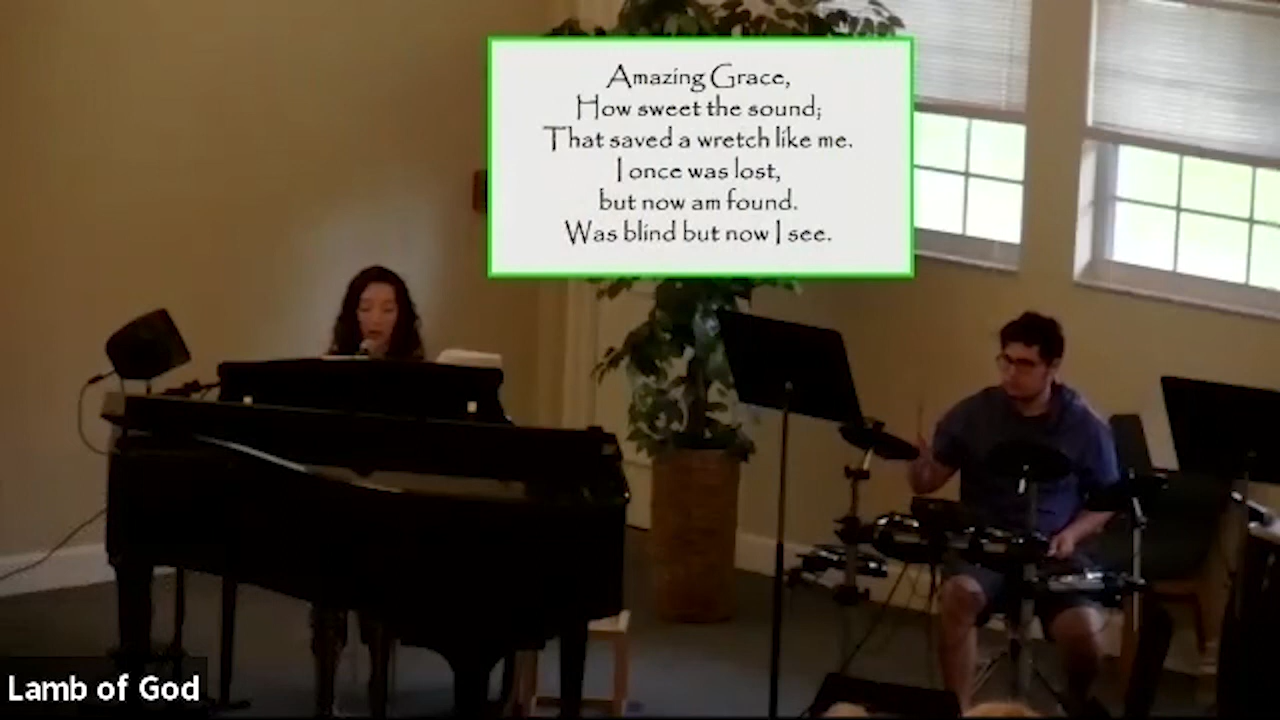 Amazing Grace,
How sweet the sound;
That saved a wretch like me.
I once was lost,
but now am found.
Was blind but now I see.
Lamb of God